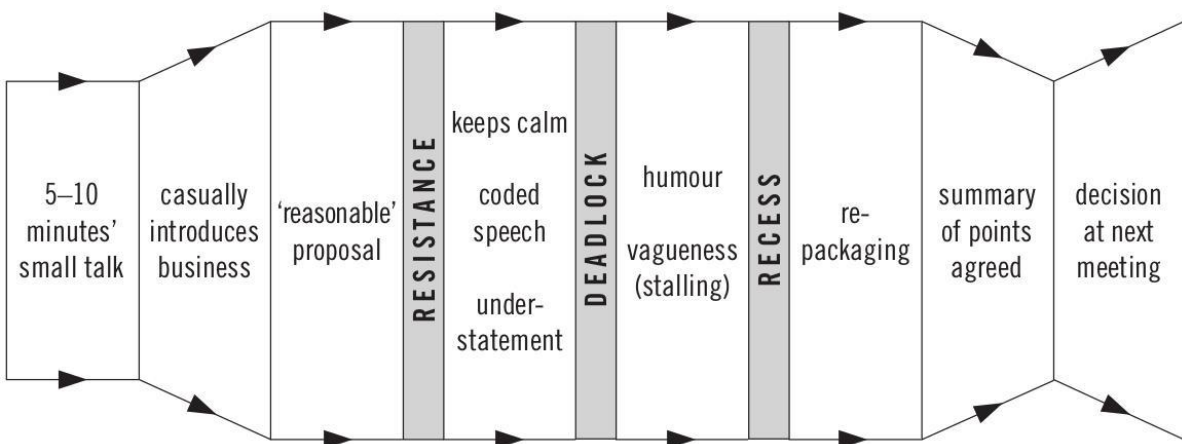 5–10
minutes’
small talk
casually
introduces
business
‘reasonable’
proposal
RESISTANCE
keeps calm
coded
speech
under-
statement
DEADLOCK
humour
vagueness
(stalling)
RECESS
re-
packaging
summary
of points
agreed
decision
at next
meeting